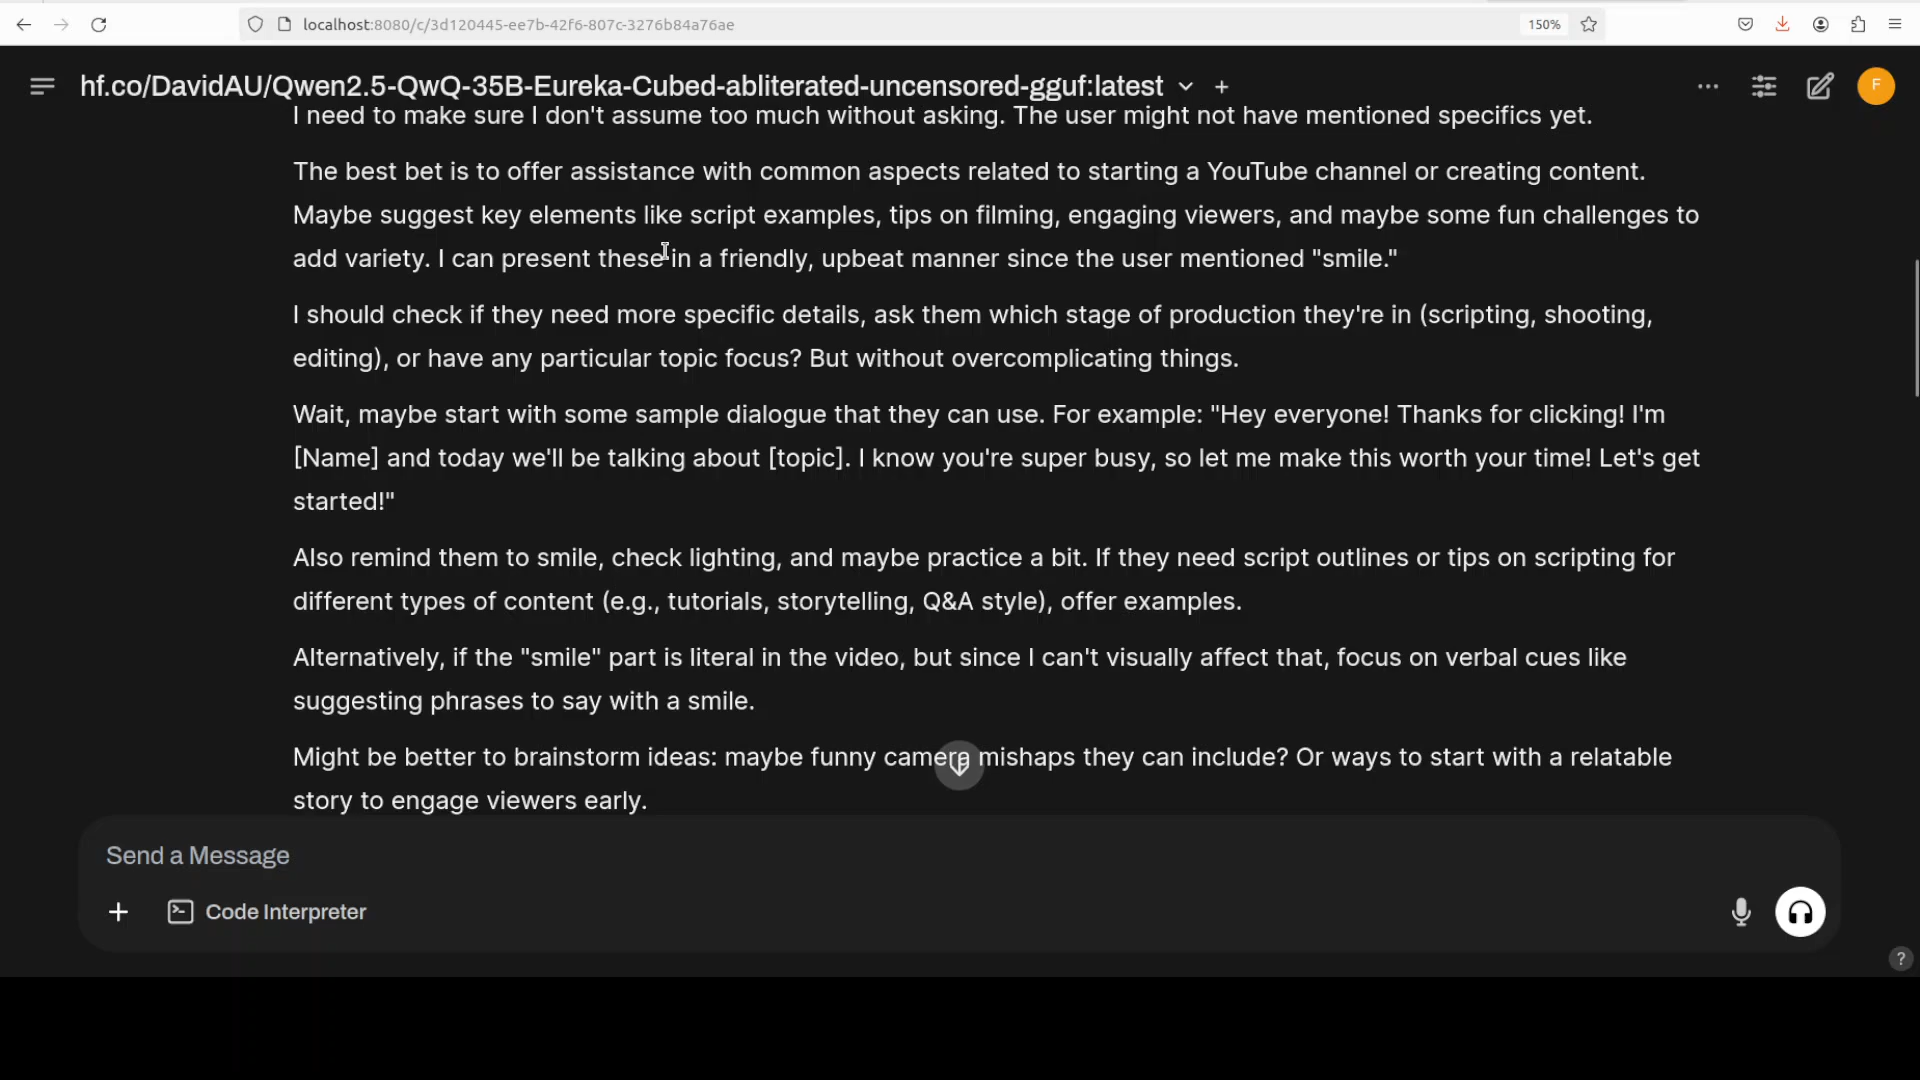 localhost:8080/c/3d120445-ee7b-42f6-807c-3276b84a76ae
150%
hf.co/DavidAU/Qwen2.5-QwQ-35B-Eureka-Cubed-abliterated-uncensored-gguf:latest
F
I need to make sure I don't assume too much without asking. The user might not have mentioned specifics yet.
The best bet is to offer assistance with common aspects related to starting a YouTube channel or creating content.
Maybe suggest key elements like script examples, tips on filming, engaging viewers, and maybe some fun challenges to
add variety. I can present these in a friendly, upbeat manner since the user mentioned "smile."
I should check if they need more specific details, ask them which stage of production they're in (scripting, shooting,
editing), or have any particular topic focus? But without overcomplicating things.
Wait, maybe start with some sample dialogue that they can use. For example: "Hey everyone! Thanks for clicking! I'm
[Name] and today we'll be talking about [topic]. I know you're super busy, so let me make this worth your time! Let's get
started!"
Also remind them to smile, check lighting, and maybe practice a bit. If they need script outlines or tips on scripting for
different types of content (e.g., tutorials, storytelling, Q&A style), offer examples.
Alternatively, if the "smile" part is literal in the video, but since I can't visually affect that, focus on verbal cues like
suggesting phrases to say with a smile.
Might be better to brainstorm ideas: maybe funny camera mishaps they can include? Or ways to start with a relatable
story to engage viewers early.
Send a Message
Code Interpreter
?